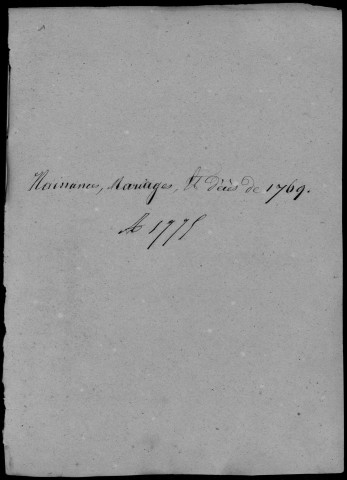 Naissances, Mariages, et décès de 1769.
à 1775